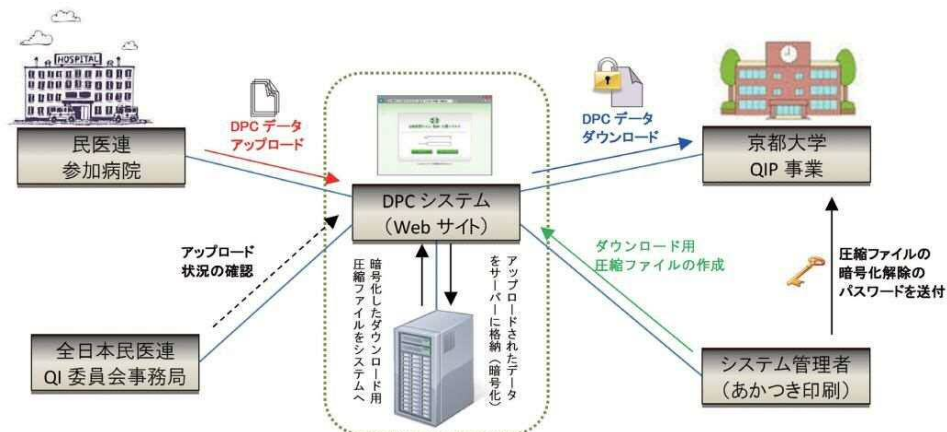 HOSPITAL
民医連
参加病院
DPC データ
アップロード
DPC データ
ダウンロード
京都大学
QIP 事業
DPC システム
（Web サイト）
アップロード
状況の確認
ダウンロード用
圧縮ファイルの作成
圧縮ファイルの
暗号化解除の
パスワードを送付
暗号化したダウンロード用
圧縮ファイルをシステムへ
アップロードされたデータ
をサーバーに格納（暗号化）
全日本民医連
QI 委員会事務局
システム管理者
（あかつき印刷）